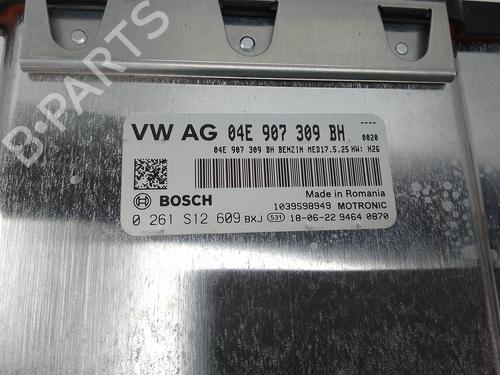 B-PARTS
VW AG 04E 907 309 BH ----
0020
04E 907 309 BH BENZIN MED17.5.25 HW: H26
Made in Romania
BOSCH 1039S98949 MOTRONIC
0 261 S12 609 BXJ 531 18-06-22 9464 0870